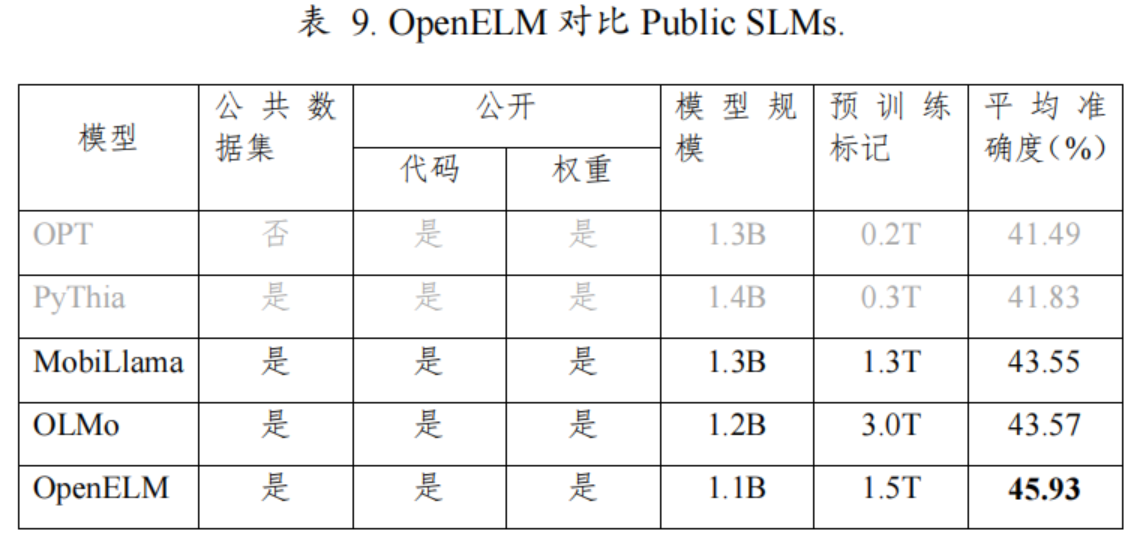 表 9. OpenELM 对比 Public SLMs.
模型 公共数据集 公开 模型规模 预训练标记 平均准确度(%)
代码 权重
OPT 否 是 是 1.3B 0.2T 41.49
PyThia 是 是 是 1.4B 0.3T 41.83
MobiLlama 是 是 是 1.3B 1.3T 43.55
OLMo 是 是 是 1.2B 3.0T 43.57
OpenELM 是 是 是 1.1B 1.5T 45.93